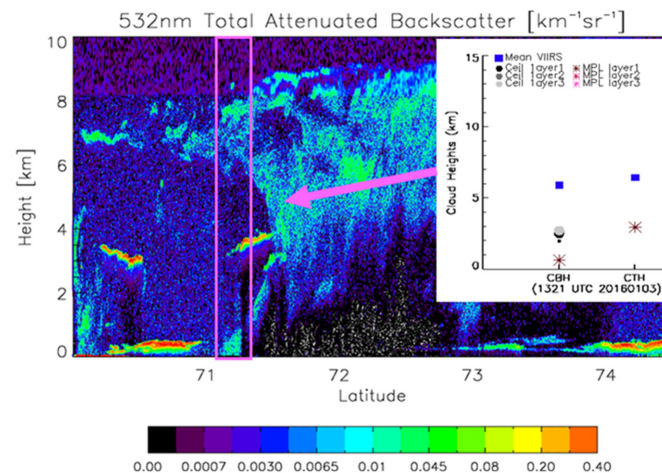 532nm Total Attenuated Backscatter [km⁻¹sr⁻¹]
Height [km]
10
8
6
4
2
0
71
72
73
74
Latitude
Mean VIIRS
Ceil layer1
Ceil layer2
Ceil layer3
MPL layer1
MPL layer2
MPL layer3
Cloud Heights (km)
15
10
5
0
CBH
CTH
(1321 UTC 20160103)
0.00 0.0007 0.0030 0.0065 0.01 0.045 0.08 0.20 0.40